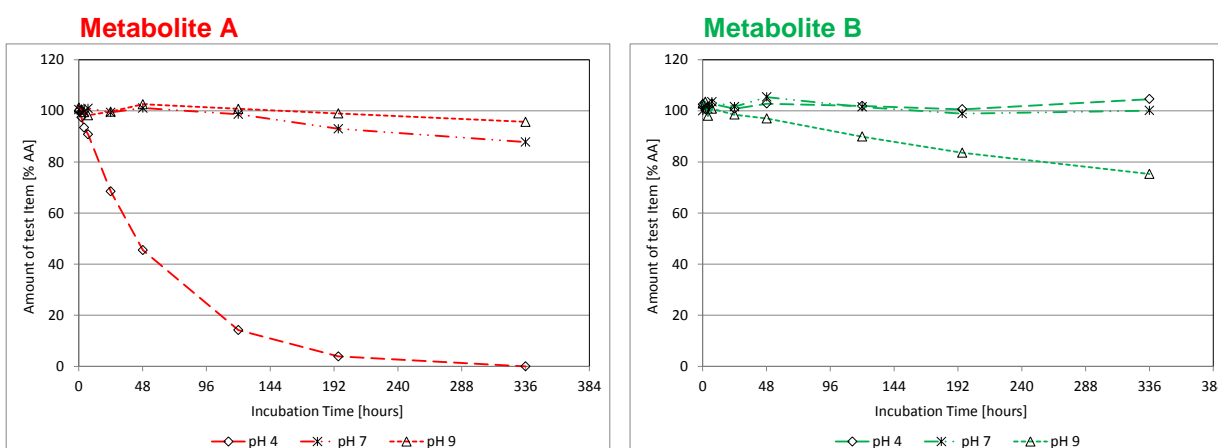 Metabolite A
120
100
80
60
40
20
0
Amount of test Item [% AA]
0 48 96 144 192 240 288 336 384
Incubation Time [hours]
pH 4 pH 7 pH 9
Metabolite B
120
100
80
60
40
20
0
Amount of test Item [% AA]
0 48 96 144 192 240 288 336 38
Incubation Time [hours]
pH 4 pH 7 pH 9